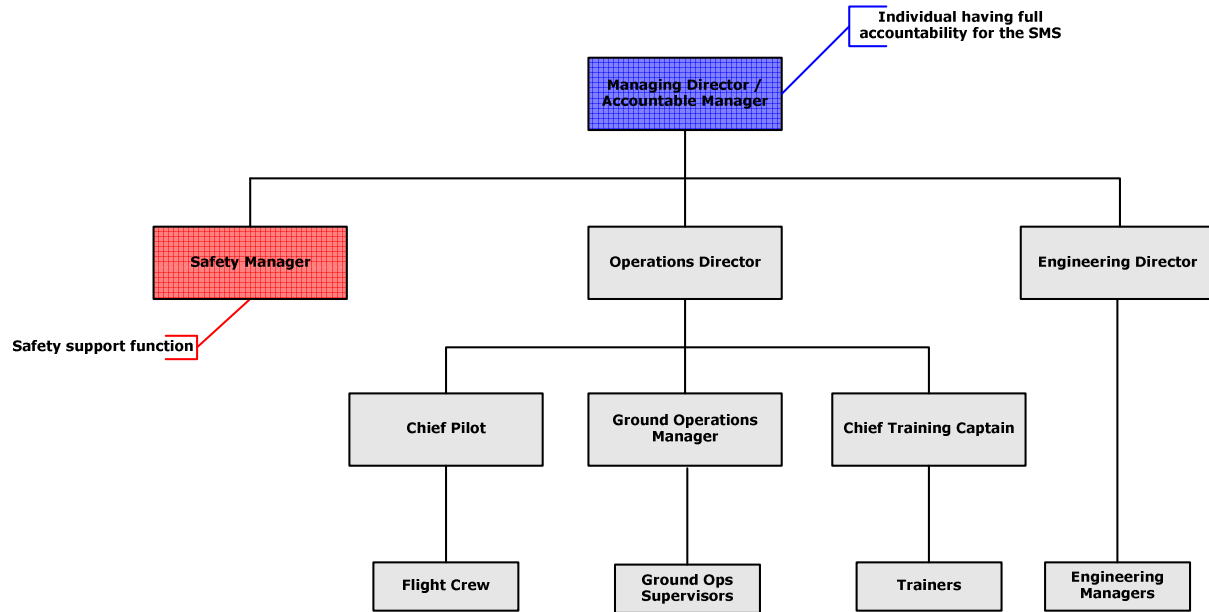 Individual having full
accountability for the SMS
Managing Director /
Accountable Manager
Safety Manager
Operations Director
Engineering Director
Safety support function
Chief Pilot
Ground Operations
Manager
Chief Training Captain
Flight Crew
Ground Ops
Supervisors
Trainers
Engineering
Managers